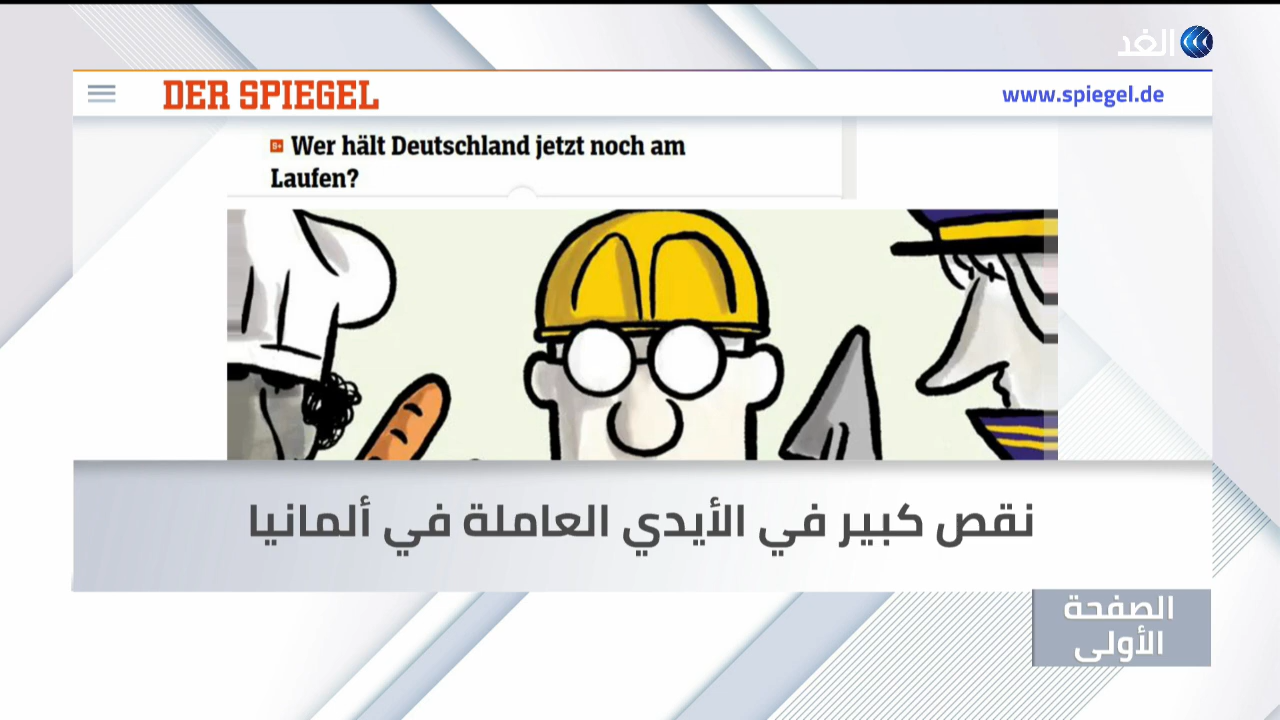 الغد
DER SPIEGEL
www.spiegel.de
S+ Wer hält Deutschland jetzt noch am
Laufen?
نقص كبير في الأيدي العاملة في ألمانيا
الصفحة
الأولى